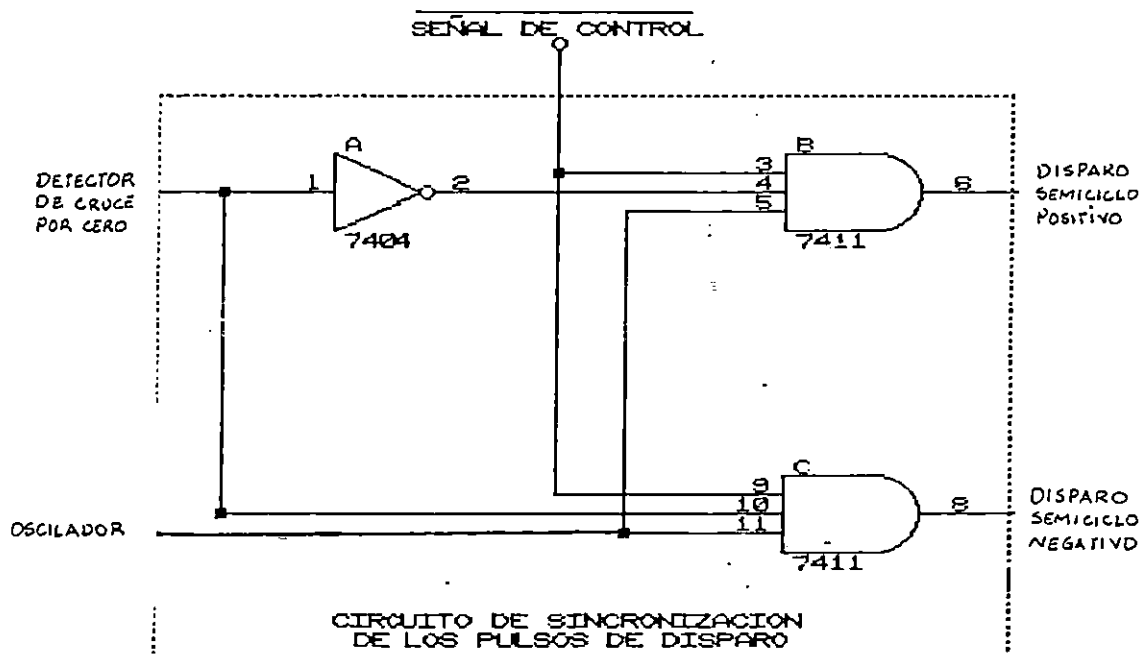 SEÑAL DE CONTROL
A
B
DETECTOR
DE CRUCE
POR CERO
1
2
7404
3
4
5
6
7411
DISPARO
SEMICICLO
POSITIVO
C
9
10
11
8
7411
OSCILADOR
DISPARO
SEMICICLO
NEGATIVO
CIRCUITO DE SINCRONIZACION
DE LOS PULSOS DE DISPARO